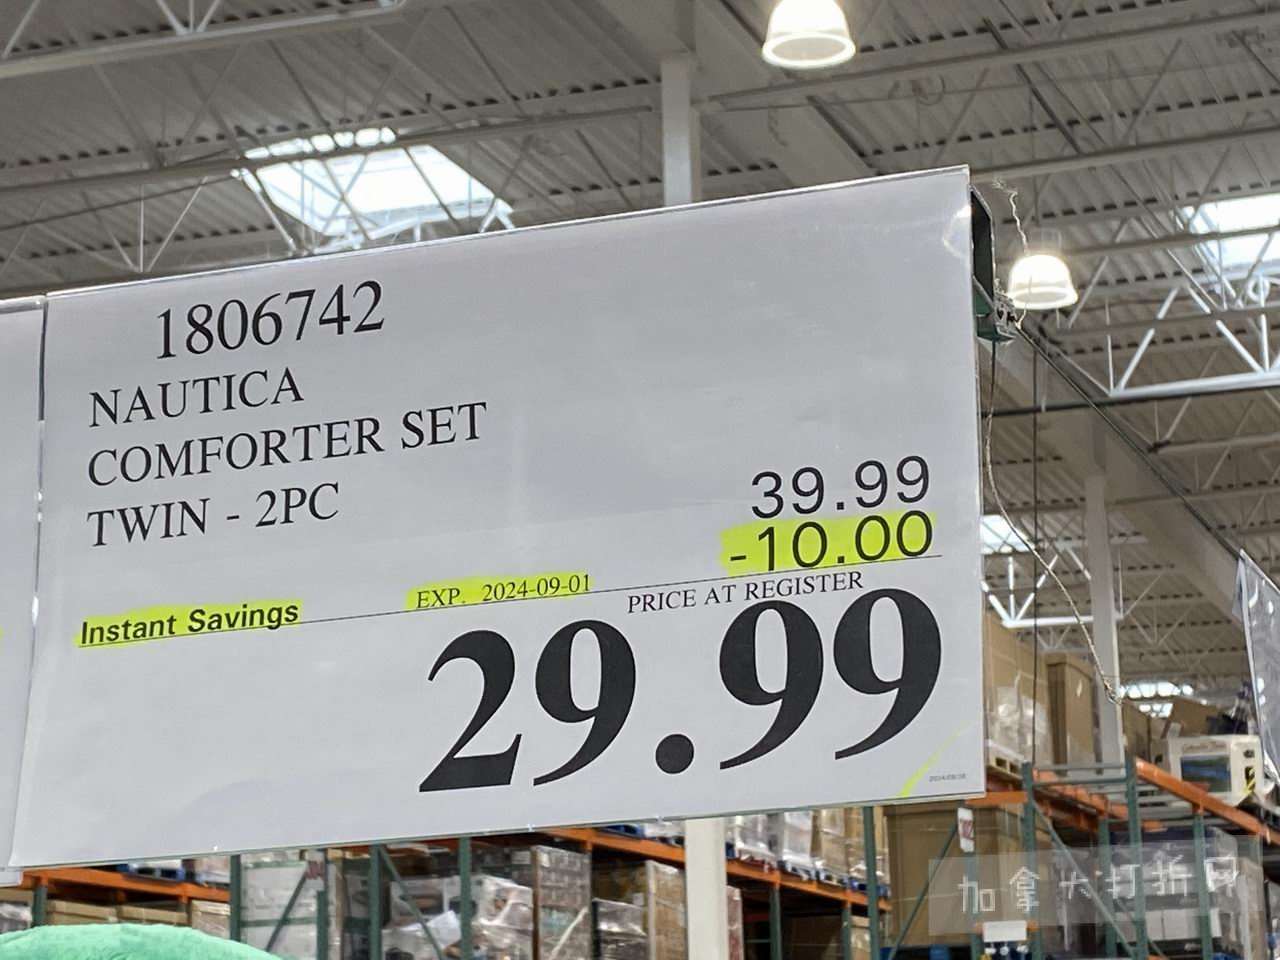 1806742
NAUTICA
COMFORTER SET
TWIN - 2PC
39.99
-10.00
Instant Savings
EXP. 2024-09-01
PRICE AT REGISTER
29.99
加拿大打折网